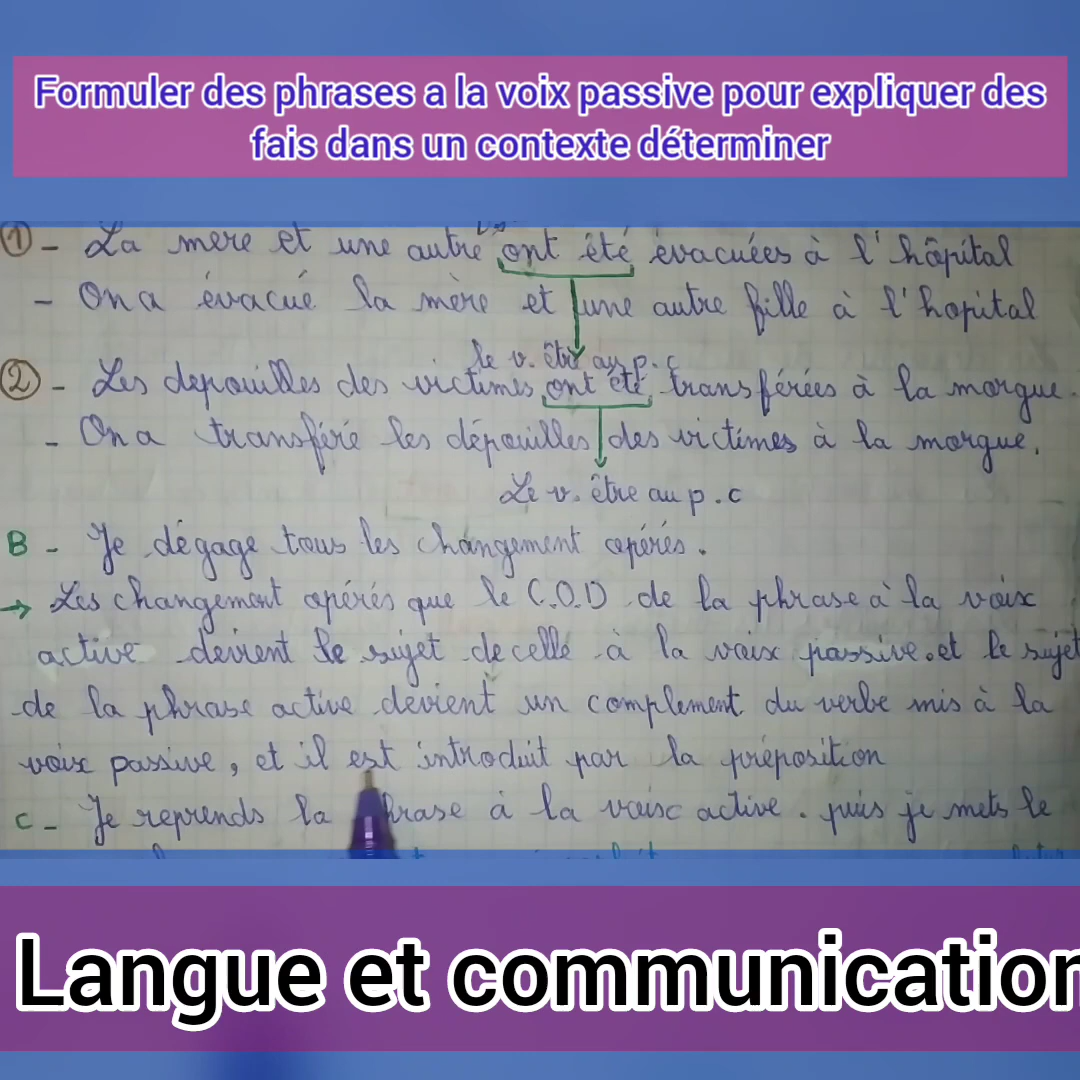 Formuler des phrases a la voix passive pour expliquer des
fais dans un contexte déterminer
① - La mère et une autre ont été évacuées à l'hôpital
- On a évacué la mère et une autre fille à l'hopital
le v. être au p.c
② - Les depouilles des victimes ont été transférées à la morgue.
- On a transféré les dépouilles des victimes à la morgue.
Le v. être au p.c
B - Je dégage tous les changement opérés.
→ Les changement opérés que le C.O.D de la phrase à la voix
active devient le sujet de celle à la voix passive. et le sujet
de la phrase active devient un complement du verbe mis à la
voix passive, et il est introduit par la préposition
C - Je reprends la phrase à la voix active. puis je mets le
Langue et communication